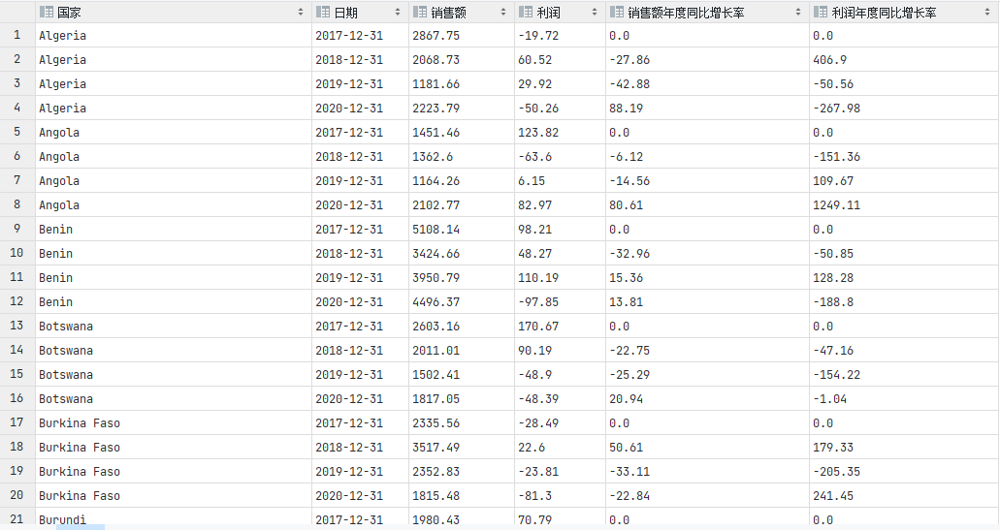 国家 日期 销售额 利润 销售额年度同比增长率 利润年度同比增长率
1 Algeria 2017-12-31 2867.75 -19.72 0.0 0.0
2 Algeria 2018-12-31 2068.73 60.52 -27.86 406.9
3 Algeria 2019-12-31 1181.66 29.92 -42.88 -50.56
4 Algeria 2020-12-31 2223.79 -50.26 88.19 -267.98
5 Angola 2017-12-31 1451.46 123.82 0.0 0.0
6 Angola 2018-12-31 1362.6 -63.6 -6.12 -151.36
7 Angola 2019-12-31 1164.26 6.15 -14.56 109.67
8 Angola 2020-12-31 2102.77 82.97 80.61 1249.11
9 Benin 2017-12-31 5108.14 98.21 0.0 0.0
10 Benin 2018-12-31 3424.66 48.27 -32.96 -50.85
11 Benin 2019-12-31 3950.79 110.19 15.36 128.28
12 Benin 2020-12-31 4496.37 -97.85 13.81 -188.8
13 Botswana 2017-12-31 2603.16 170.67 0.0 0.0
14 Botswana 2018-12-31 2011.01 90.19 -22.75 -47.16
15 Botswana 2019-12-31 1502.41 -48.9 -25.29 -154.22
16 Botswana 2020-12-31 1817.05 -48.39 20.94 -1.04
17 Burkina Faso 2017-12-31 2335.56 -28.49 0.0 0.0
18 Burkina Faso 2018-12-31 3517.49 22.6 50.61 179.33
19 Burkina Faso 2019-12-31 2352.83 -23.81 -33.11 -205.35
20 Burkina Faso 2020-12-31 1815.48 -81.3 -22.84 241.45
21 Burundi 2017-12-31 1980.43 70.79 0.0 0.0